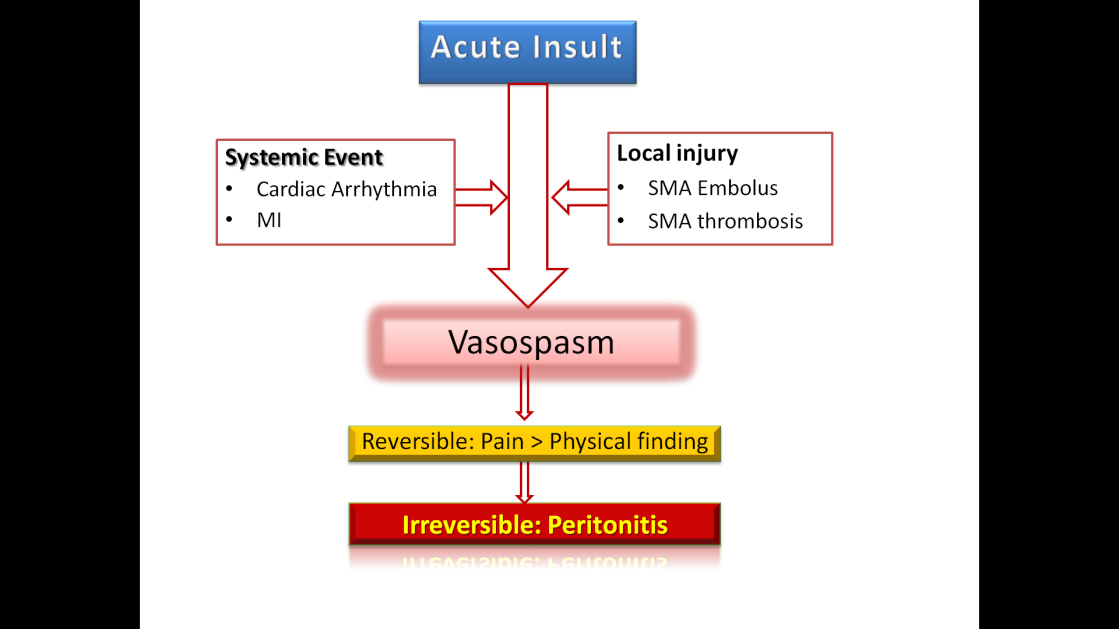 Acute Insult
Systemic Event
• Cardiac Arrhythmia
• MI
Local injury
• SMA Embolus
• SMA thrombosis
Vasospasm
Reversible: Pain > Physical finding
Irreversible: Peritonitis